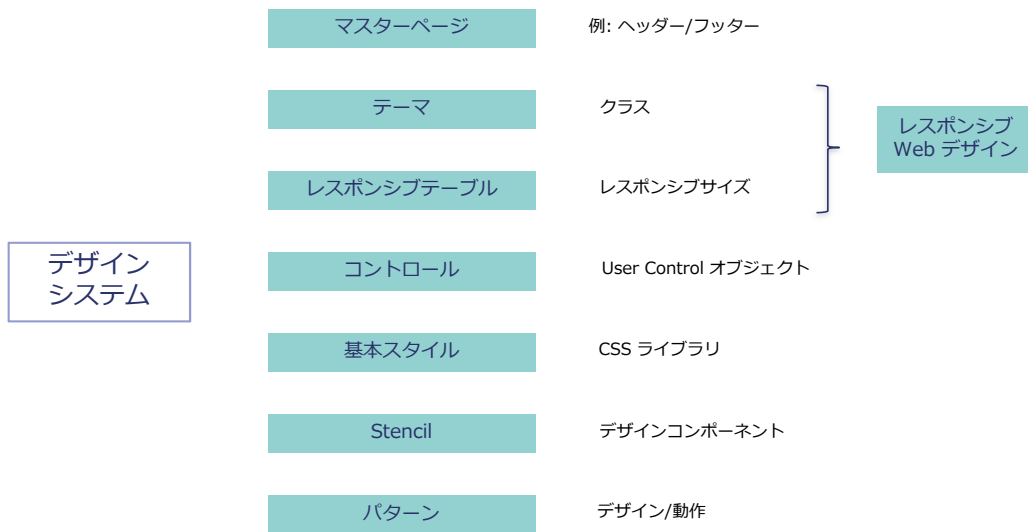 マスターページ
例: ヘッダー/フッター
テーマ
クラス
レスポンシブ
Web デザイン
レスポンシブテーブル
レスポンシブサイズ
デザイン
システム
コントロール
User Control オブジェクト
基本スタイル
CSS ライブラリ
Stencil
デザインコンポーネント
パターン
デザイン/動作